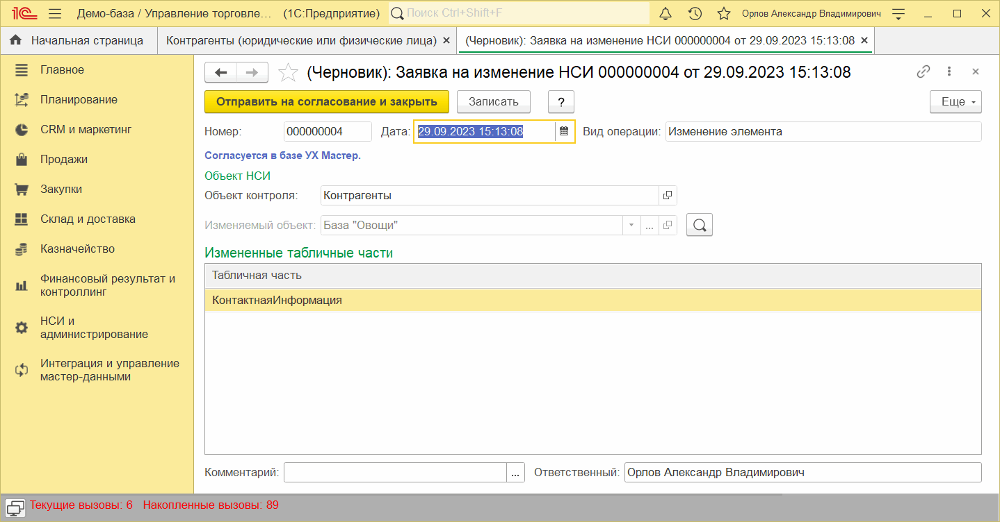 1С Демо-база / Управление торговле... (1С:Предприятие) Поиск Ctrl+Shift+F Орлов Александр Владимирович
Начальная страница Контрагенты (юридические или физические лица) × (Черновик): Заявка на изменение НСИ 000000004 от 29.09.2023 15:13:08 ×
Главное
Планирование
CRM и маркетинг
Продажи
Закупки
Склад и доставка
Казначейство
Финансовый результат и
контроллинг
НСИ и
администрирование
Интеграция и управление
мастер-данными
(Черновик): Заявка на изменение НСИ 000000004 от 29.09.2023 15:13:08
Отправить на согласование и закрыть Записать ? Еще
Номер: 000000004 Дата: 29.09.2023 15:13:08 Вид операции: Изменение элемента
Согласуется в базе УХ Мастер.
Объект НСИ
Объект контроля: Контрагенты
Изменяемый объект: База "Овощи" ...
Измененные табличные части
Табличная часть
КонтактнаяИнформация
Комментарий: ... Ответственный: Орлов Александр Владимирович
Текущие вызовы: 6 Накопленные вызовы: 89